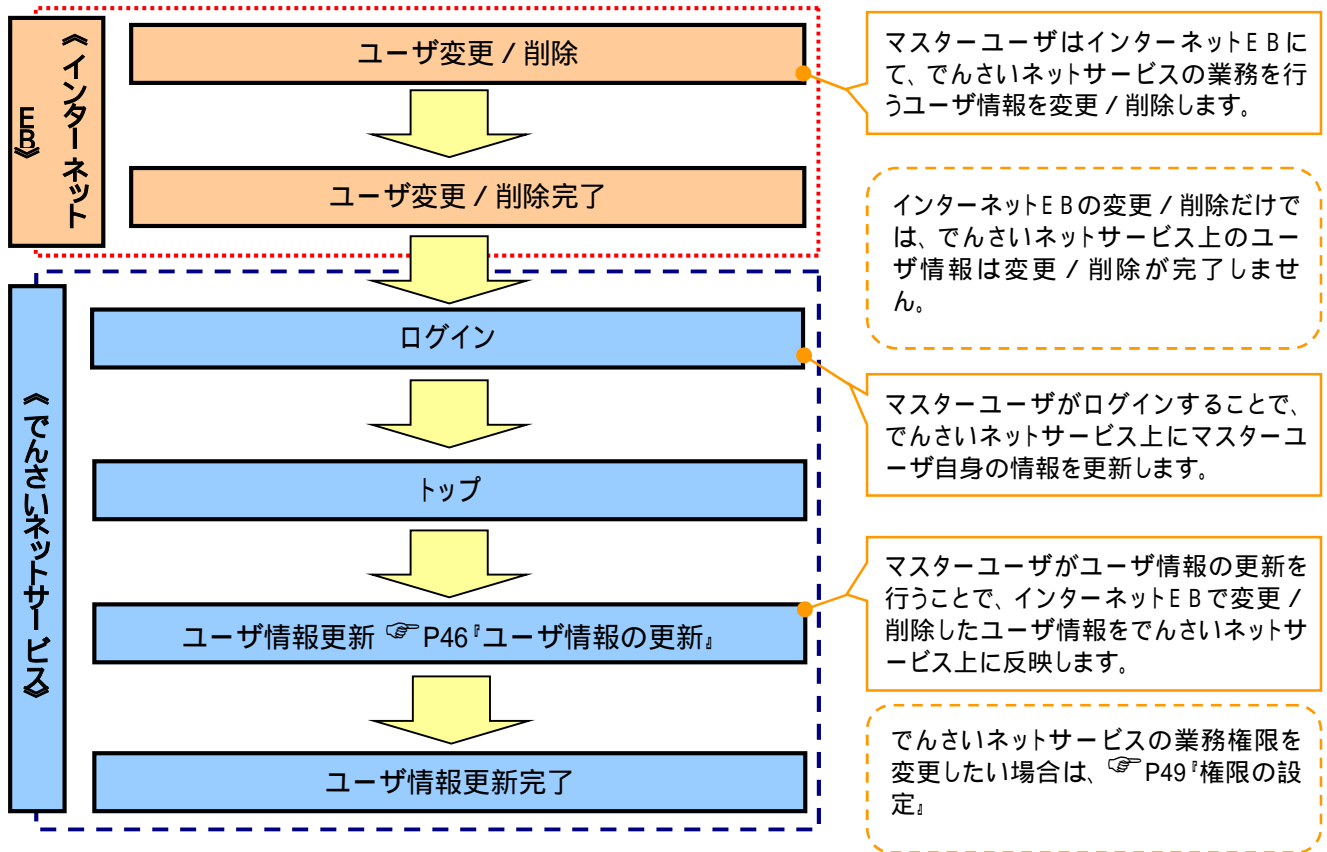 《インターネット
EB》
ユーザ変更 / 削除
ユーザ変更 / 削除完了
マスターユーザはインターネットEBに
て、でんさいネットサービスの業務を行
うユーザ情報を変更 / 削除します。
インターネットEBの変更 / 削除だけで
は、でんさいネットサービス上のユー
ザ情報は変更 / 削除が完了しませ
ん。
《でんさいネットサービス》
ログイン
マスターユーザがログインすることで、
でんさいネットサービス上にマスターユ
ーザ自身の情報を更新します。
トップ
ユーザ情報更新 ☞P46『ユーザ情報の更新』
マスターユーザがユーザ情報の更新を
行うことで、インターネットEBで変更 /
削除したユーザ情報をでんさいネットサ
ービス上に反映します。
ユーザ情報更新完了
でんさいネットサービスの業務権限を
変更したい場合は、☞P49『権限の設
定』